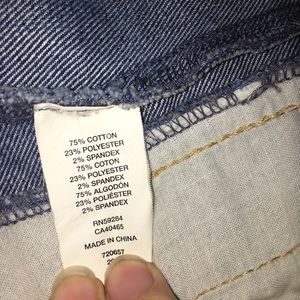 75% COTTON
23% POLYESTER
2% SPANDEX
75% COTON
23% POLYESTER
2% SPANDEX
75% ALGODÓN
23% POLIÉSTER
2% SPANDEX
RN59284
CA40465
MADE IN CHINA
720657